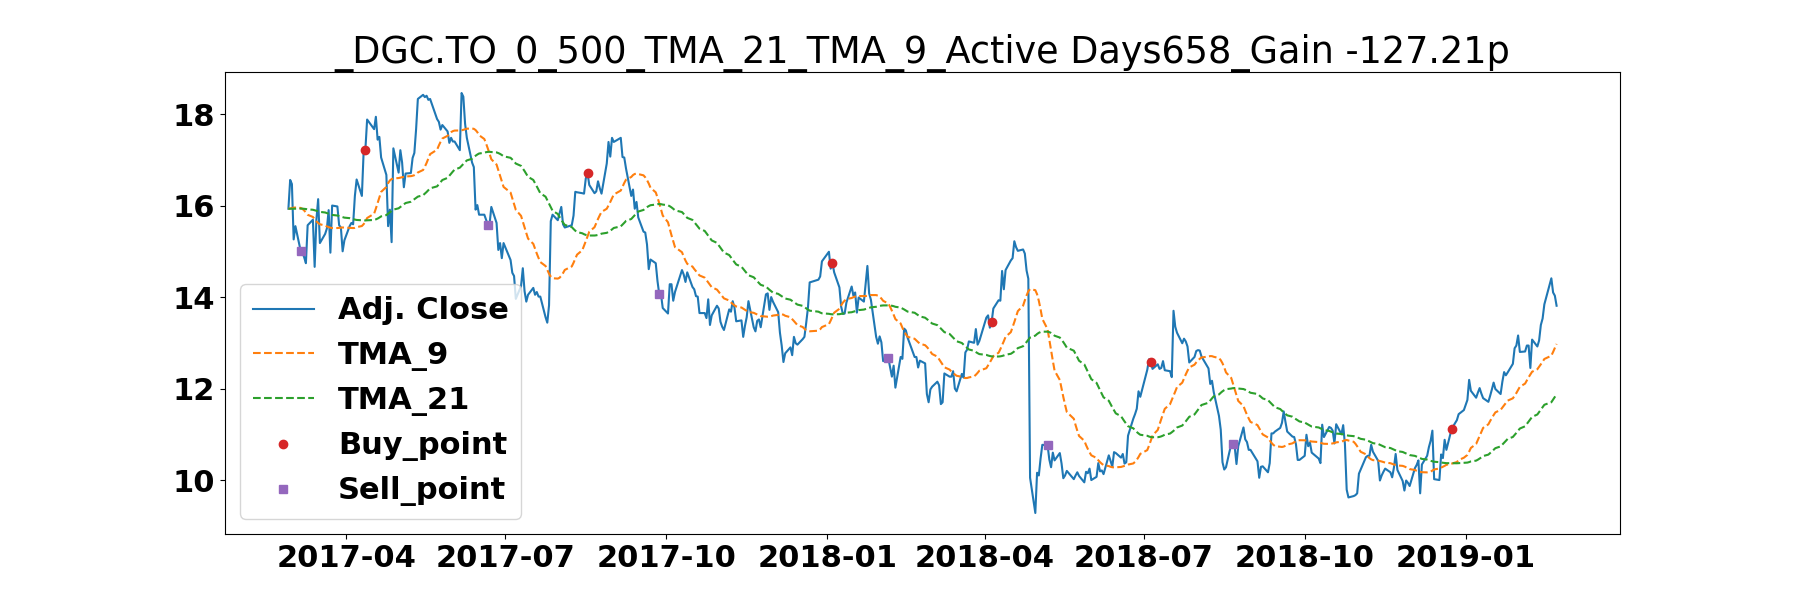 _DGC.TO_0_500_TMA_21_TMA_9_Active Days658_Gain -127.21p
18
16
14
12
10
Adj. Close
TMA_9
TMA_21
Buy_point
Sell_point
2017-04 2017-07 2017-10 2018-01 2018-04 2018-07 2018-10 2019-01